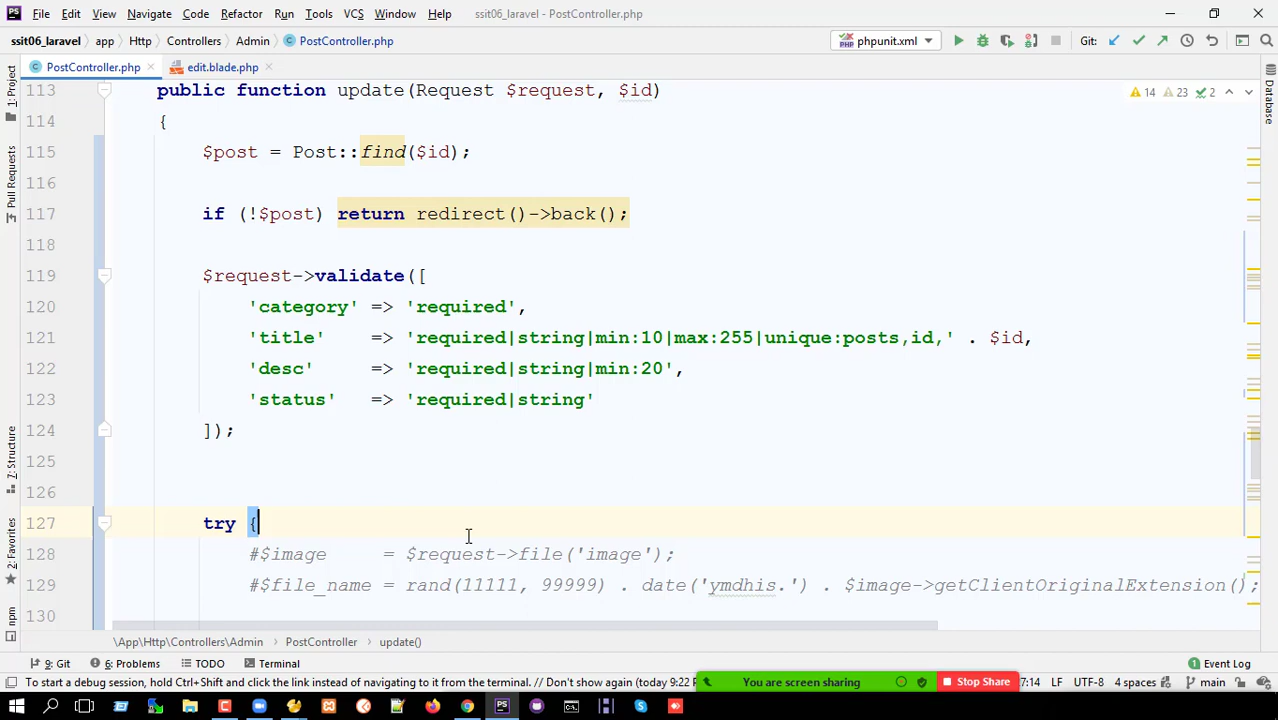 File Edit View Navigate Code Refactor Run Tools VCS Window Help ssit06_laravel - PostController.php
ssit06_laravel app Http Controllers Admin PostController.php phpunit.xml Git:
PostController.php edit.blade.php
113 public function update(Request $request, $id)
14 23 2
114 {
115 $post = Post::find($id);
116
117 if (!$post) return redirect()->back();
118
119 $request->validate([
120 'category' => 'required',
121 'title' => 'required|string|min:10|max:255|unique:posts,id,' . $id,
122 'desc' => 'required|string|min:20',
123 'status' => 'required|string'
124 ]);
125
126
127 try {
128 #$image = $request->file('image');
129 #$file_name = rand(11111, 99999) . date('ymdhis.') . $image->getClientOriginalExtension();
130
1: Project
Pull Requests
7: Structure
2: Favorites
npm
Database
\App\Http\Controllers\Admin PostController update()
9: Git 6: Problems TODO Terminal Event Log
To start a debug session, hold Ctrl+Shift and click the link instead of navigating to it from the terminal. // Don't show again (today 9:22 P
You are screen sharing Stop Share
7:14 LF UTF-8 4 spaces main